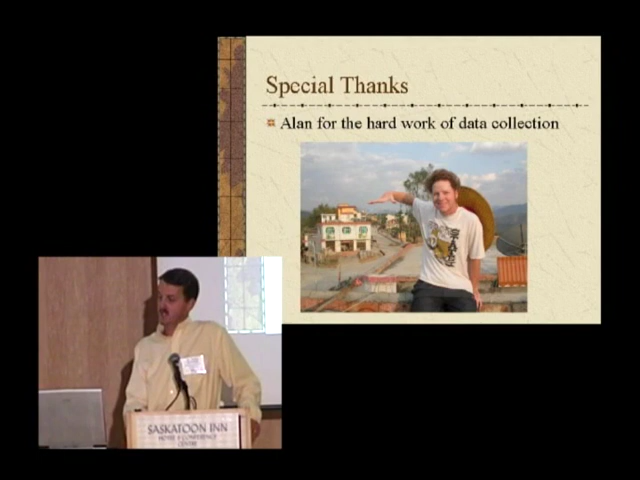 Special Thanks
Alan for the hard work of data collection
SASKATOON INN
HOTEL & CONFERENCE
CENTRE